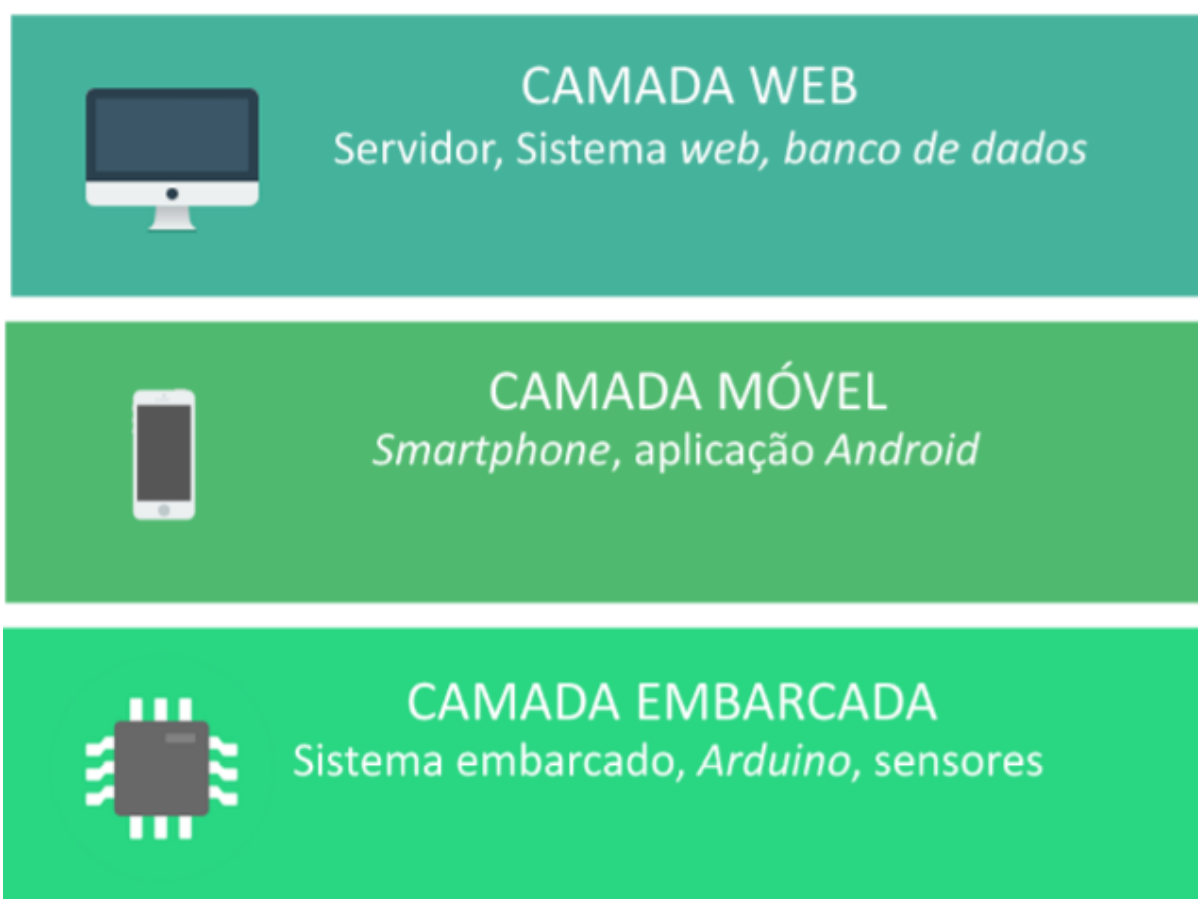 CAMADA WEB
Servidor, Sistema web, banco de dados
CAMADA MÓVEL
Smartphone, aplicação Android
CAMADA EMBARCADA
Sistema embarcado, Arduino, sensores